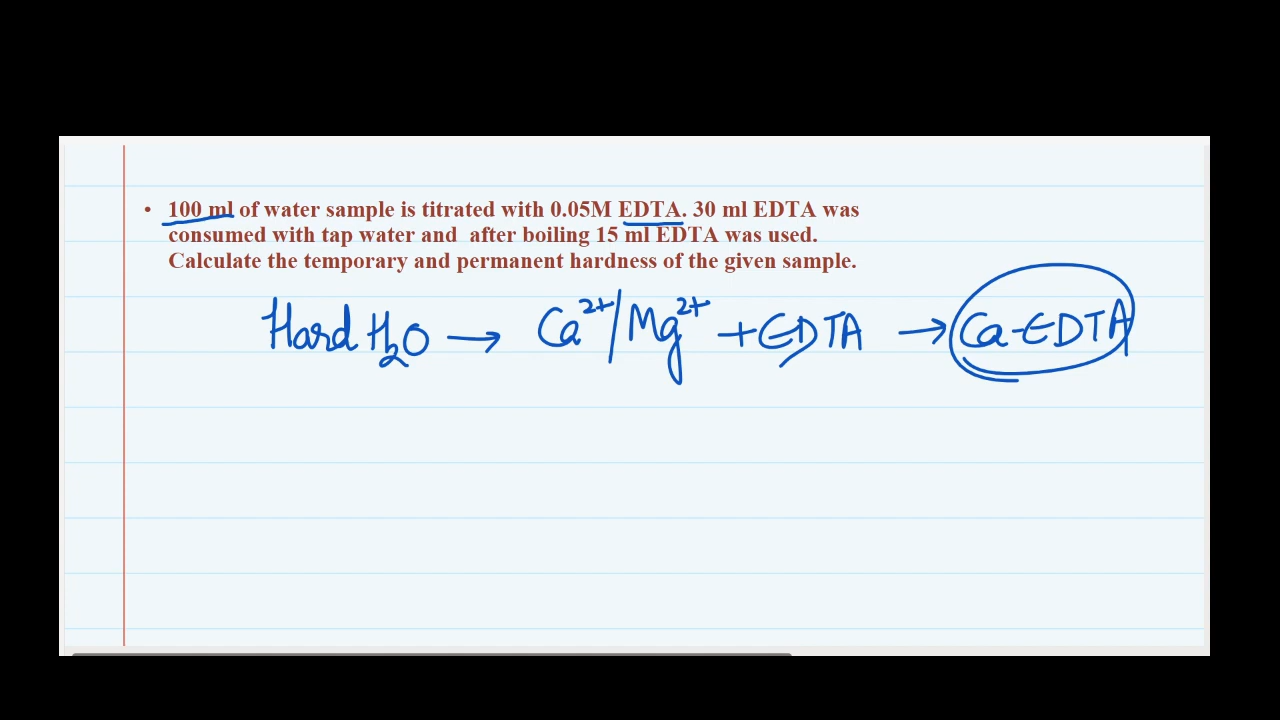 • 100 ml of water sample is titrated with 0.05M EDTA. 30 ml EDTA was
consumed with tap water and after boiling 15 ml EDTA was used.
Calculate the temporary and permanent hardness of the given sample.
Hard H₂O → Ca²⁺/Mg²⁺ + EDTA → Ca-EDTA